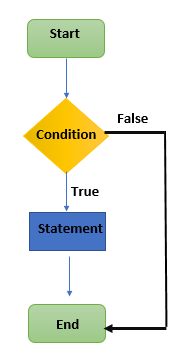 Start
False
Condition
True
Statement
End